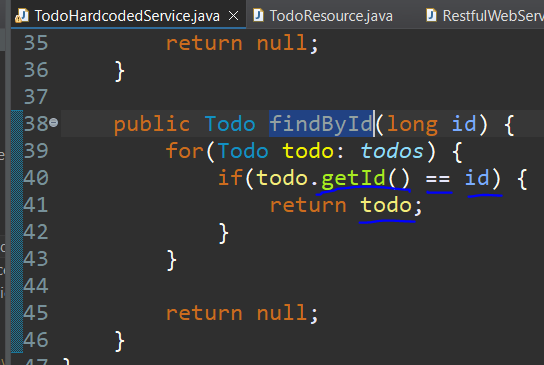 TodoHardcodedService.java TodoResource.java RestfulWebServ
35 return null;
36 }
37
38 public Todo findById(long id) {
39 for(Todo todo: todos) {
40 if(todo.getId() == id) {
41 return todo;
42 }
43 }
44
45 return null;
46 }
47 }